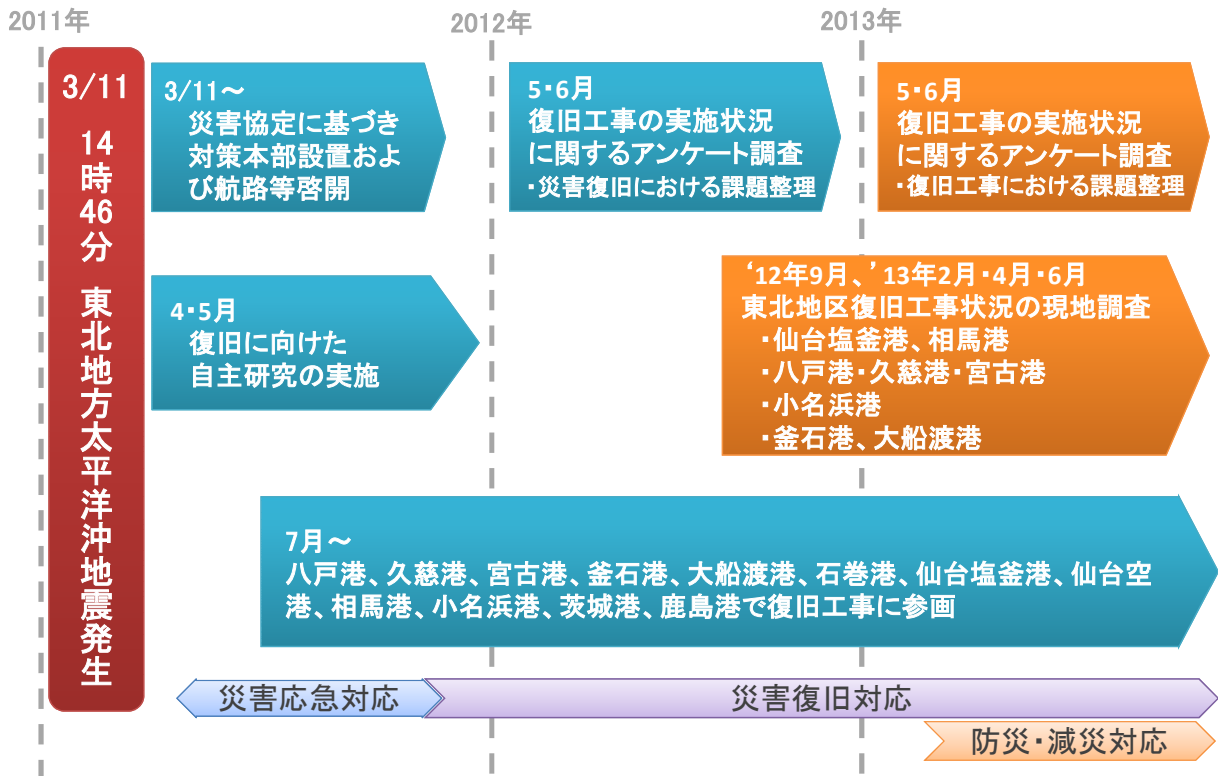 2011年
2012年
2013年
3/11
14時46分 東北地方太平洋沖地震発生
3/11～
災害協定に基づき
対策本部設置およ
び航路等啓開
5・6月
復旧工事の実施状況
に関するアンケート調査
・災害復旧における課題整理
5・6月
復旧工事の実施状況
に関するアンケート調査
・復旧工事における課題整理
4・5月
復旧に向けた
自主研究の実施
‘12年9月、’13年2月・4月・6月
東北地区復旧工事状況の現地調査
・仙台塩釜港、相馬港
・八戸港・久慈港・宮古港
・小名浜港
・釜石港、大船渡港
7月～
八戸港、久慈港、宮古港、釜石港、大船渡港、石巻港、仙台塩釜港、仙台空
港、相馬港、小名浜港、茨城港、鹿島港で復旧工事に参画
災害応急対応
災害復旧対応
防災・減災対応